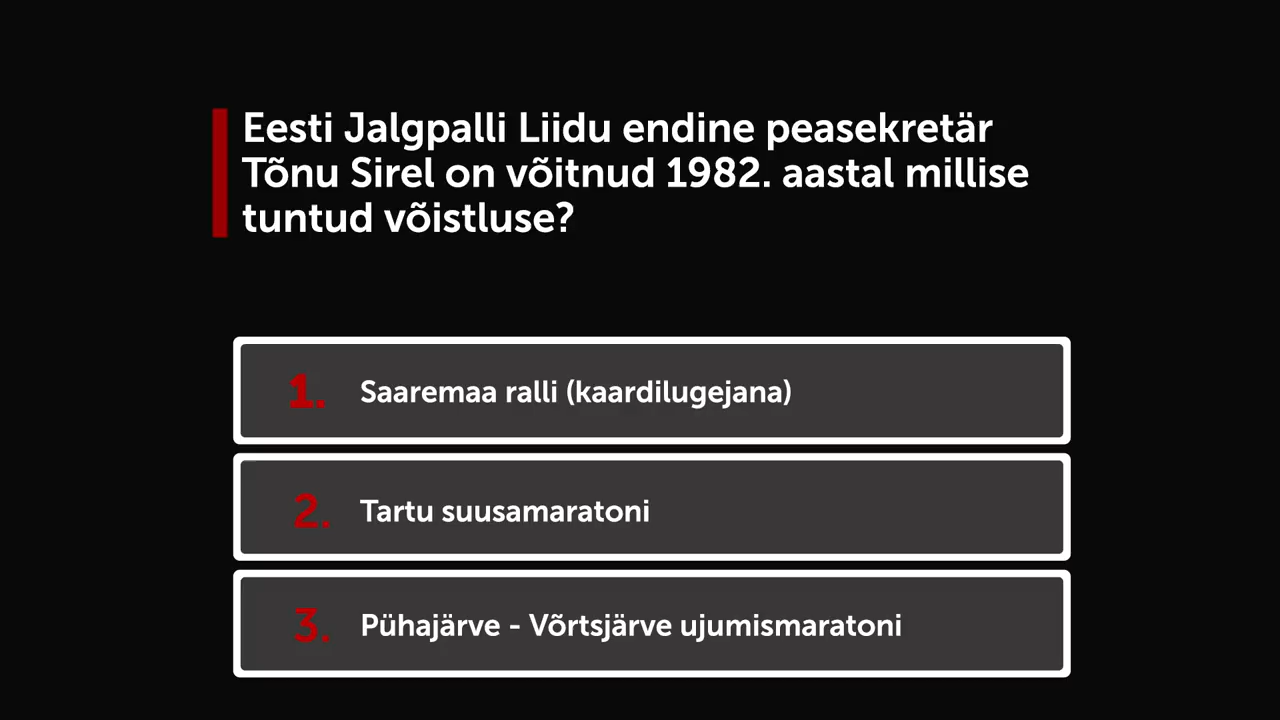 Eesti Jalgpalli Liidu endine peasekretär
Tõnu Sirel on võitnud 1982. aastal millise
tuntud võistluse?
1. Saaremaa ralli (kaardilugejana)
2. Tartu suusamaratoni
3. Pühajärve - Võrtsjärve ujumismaratoni